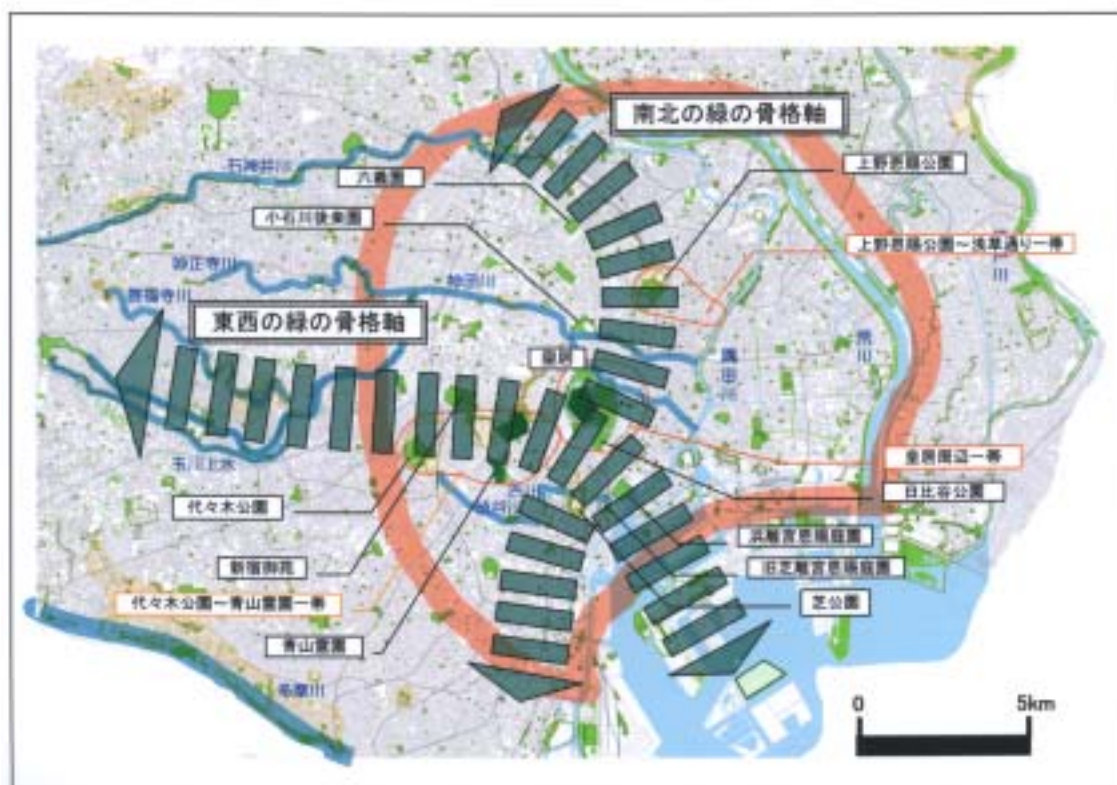 南北の緑の骨格軸
上野恩賜公園
石神井川
六義園
小石川後楽園
上野恩賜公園～浅草通り一帯
妙正寺川
神田川
善福寺川
東西の緑の骨格軸
皇居
隅田川
荒川
玉川上水
皇居周辺一帯
日比谷公園
代々木公園
浜離宮恩賜庭園
新宿御苑
旧芝離宮恩賜庭園
代々木公園～青山霊園一帯
芝公園
青山霊園
多摩川
0 5km